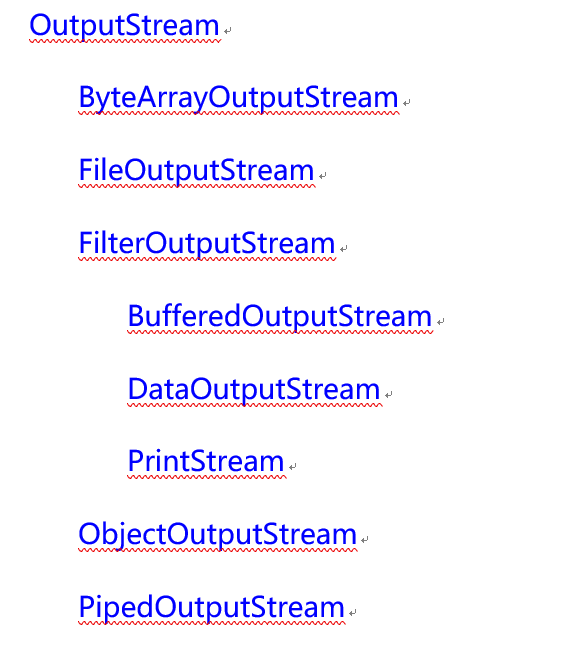 OutputStream
ByteArrayOutputStream
FileOutputStream
FilterOutputStream
BufferedOutputStream
DataOutputStream
PrintStream
ObjectOutputStream
PipedOutputStream